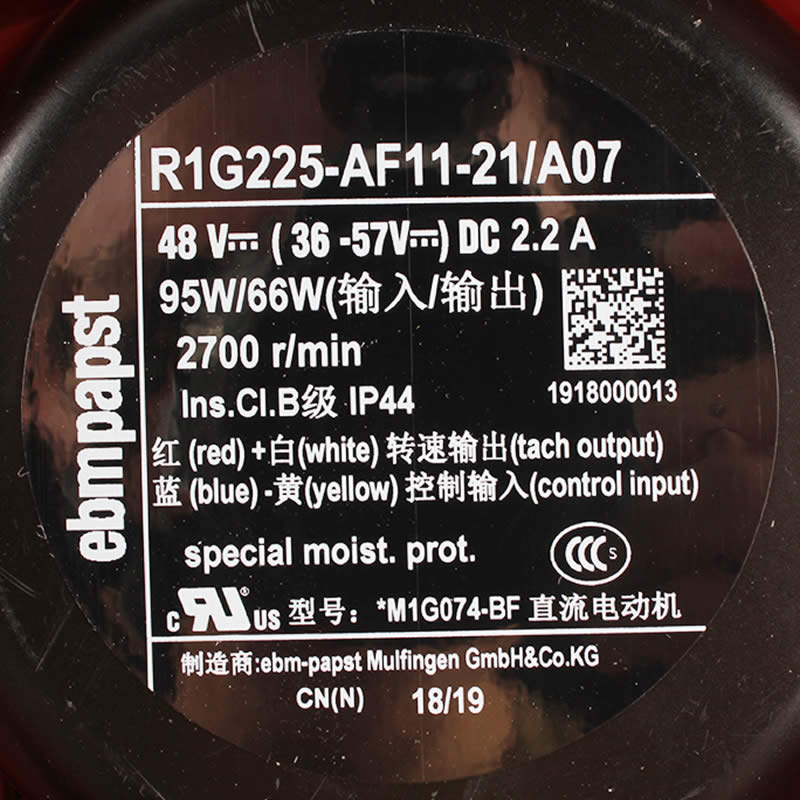 R1G225-AF11-21/A07
48 V⎓ ( 36 -57V⎓) DC 2.2 A
95W/66W(输入/输出)
2700 r/min
1918000013
Ins.Cl.B级 IP44
红 (red) +白(white) 转速输出(tach output)
蓝 (blue) -黄(yellow) 控制输入(control input)
special moist. prot.
CCC S
c RU ® US 型号: *M1G074-BF 直流电动机
制造商:ebm-papst Mulfingen GmbH&Co.KG
CN(N) 18/19
ebmpapst